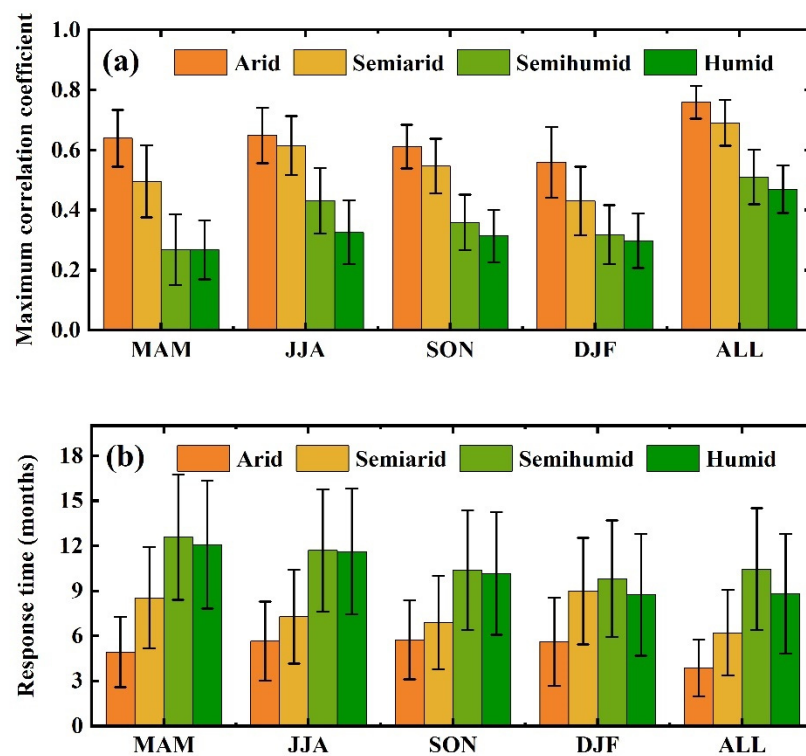 Maximum correlation coefficient
1.0
0.8
0.6
0.4
0.2
0.0
(a)
Arid Semiarid Semihumid Humid
MAM JJA SON DJF ALL
Response time (months)
18
15
12
9
6
3
0
(b)
Arid Semiarid Semihumid Humid
MAM JJA SON DJF ALL